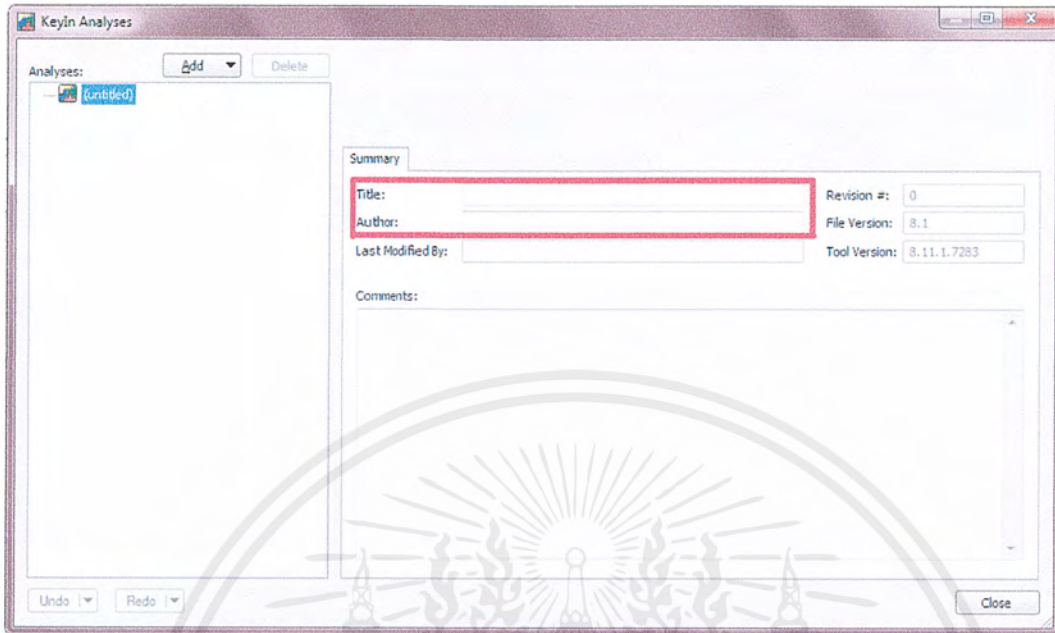 KeyIn Analyses
Analyses:
Add
Delete
(untitled)
Summary
Title:
Revision #: 0
Author:
File Version: 8.1
Last Modified By:
Tool Version: 8.11.1.7283
Comments:
Undo
Redo
Close